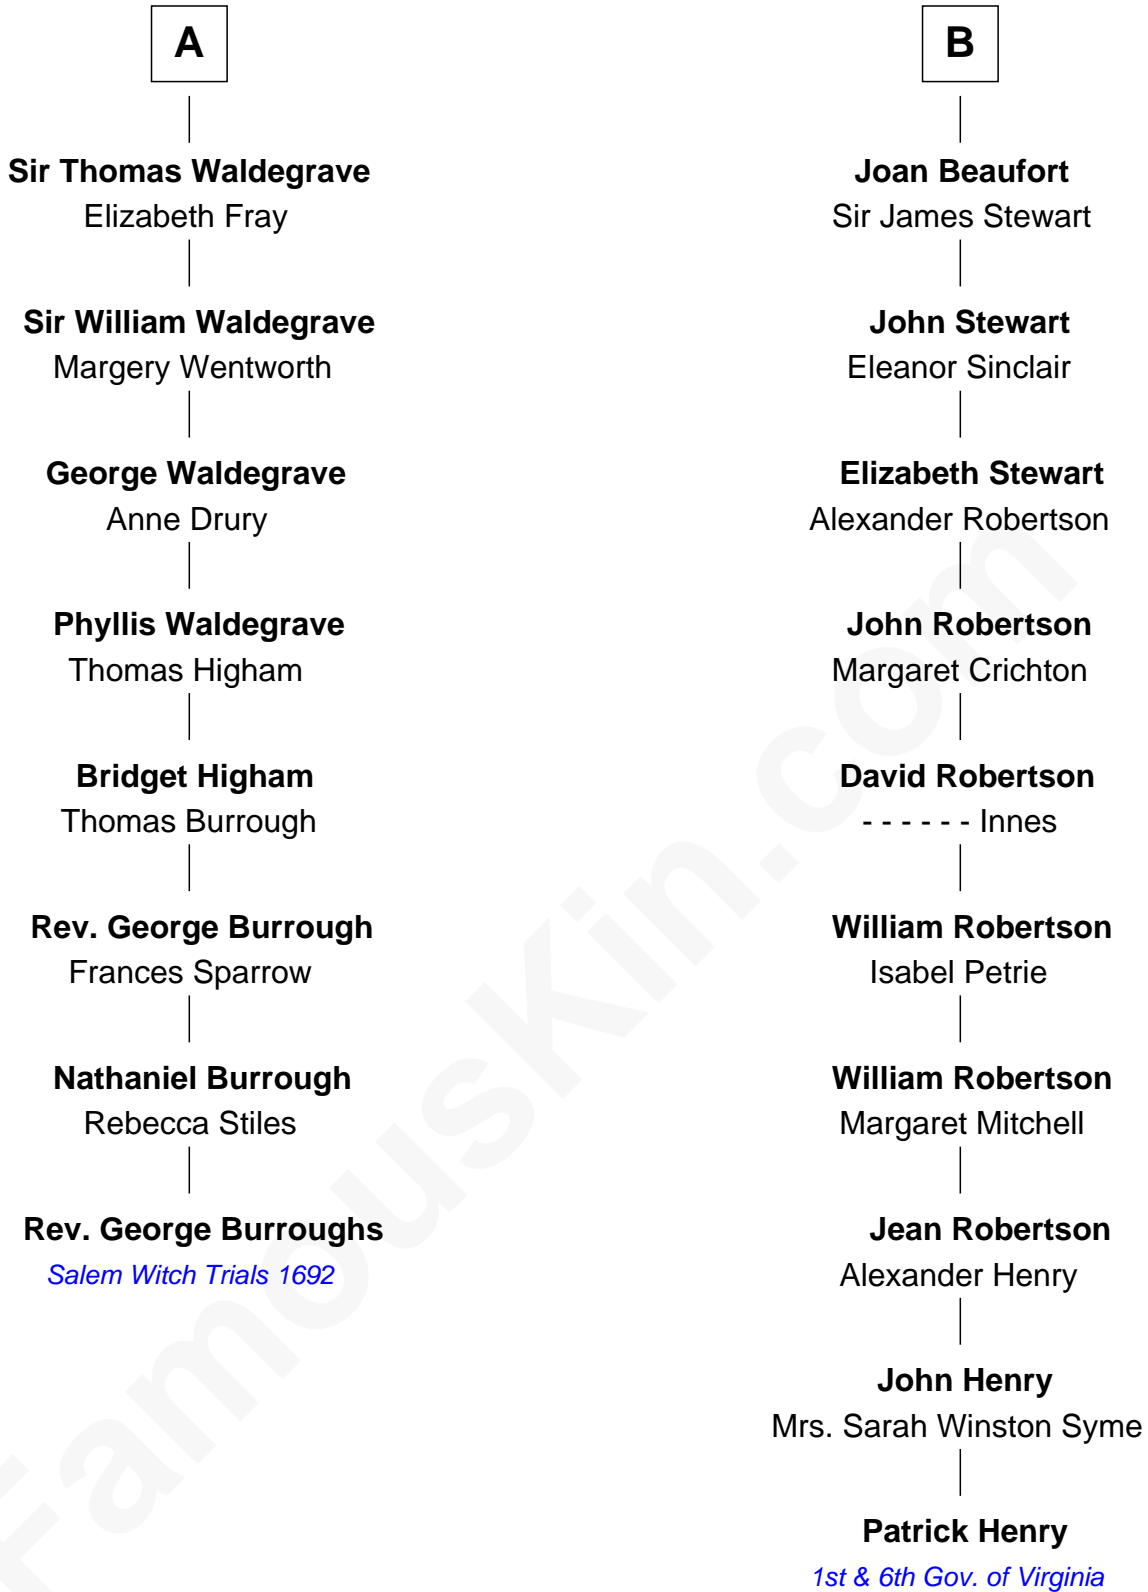 A
Sir Thomas Waldegrave
Elizabeth Fray
Sir William Waldegrave
Margery Wentworth
George Waldegrave
Anne Drury
Phyllis Waldegrave
Thomas Higham
Bridget Higham
Thomas Burrough
Rev. George Burrough
Frances Sparrow
Nathaniel Burrough
Rebecca Stiles
Rev. George Burroughs
Salem Witch Trials 1692
B
Joan Beaufort
Sir James Stewart
John Stewart
Eleanor Sinclair
Elizabeth Stewart
Alexander Robertson
John Robertson
Margaret Crichton
David Robertson
- - - - - - Innes
William Robertson
Isabel Petrie
William Robertson
Margaret Mitchell
Jean Robertson
Alexander Henry
John Henry
Mrs. Sarah Winston Syme
Patrick Henry
1st & 6th Gov. of Virginia
FamousKin.com